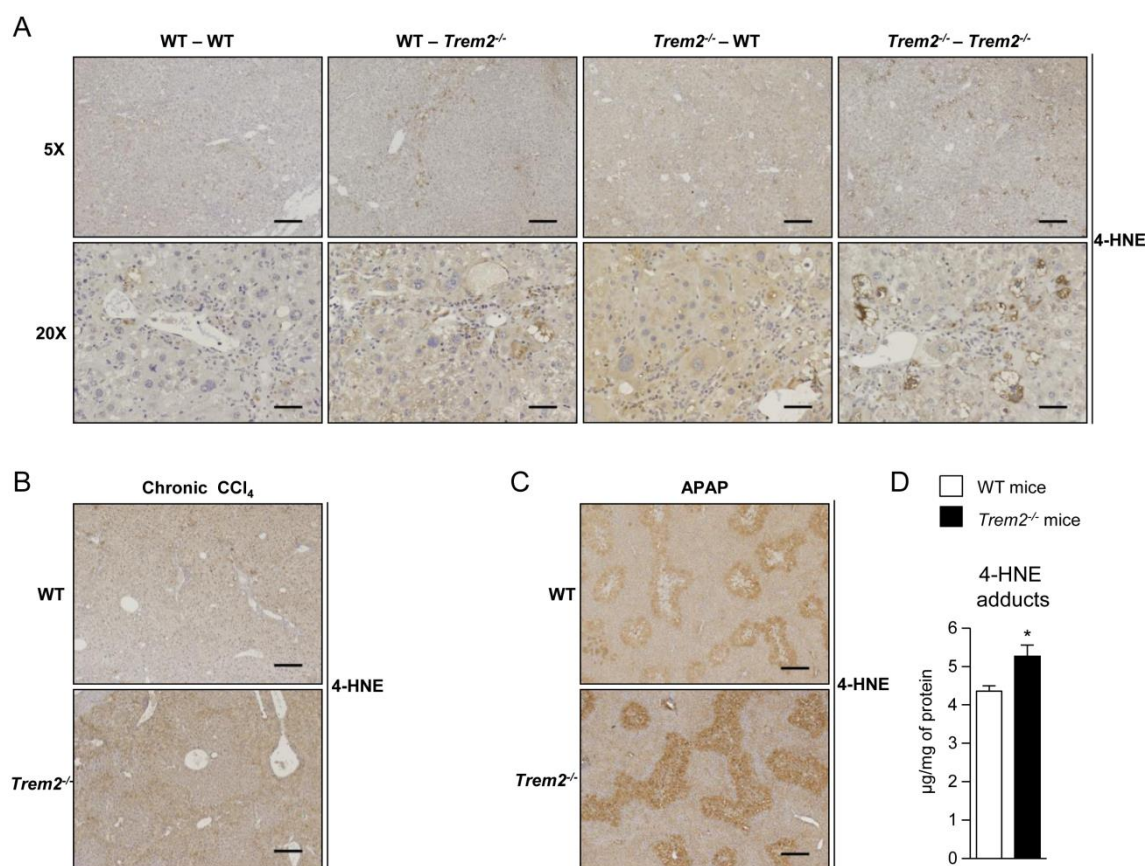 A
WT – WT
WT – Trem2-/-
Trem2-/- – WT
Trem2-/- – Trem2-/-
5X
20X
4-HNE
B
Chronic CCl4
WT
Trem2-/-
4-HNE
C
APAP
WT
Trem2-/-
4-HNE
D
WT mice
Trem2-/- mice
4-HNE
adducts
*
µg/mg of protein
6
5
4
3
2
1
0